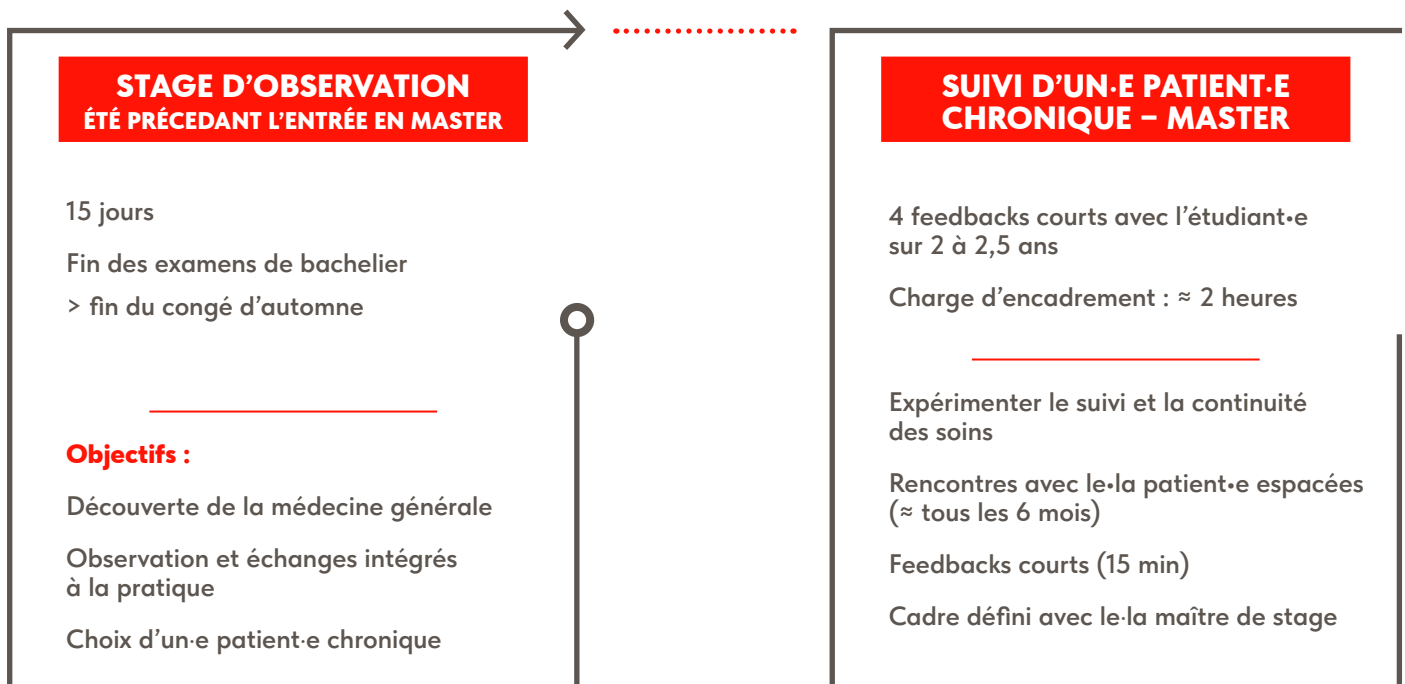 STAGE D’OBSERVATION
ÉTÉ PRÉCEDANT L’ENTRÉE EN MASTER
15 jours
Fin des examens de bachelier
> fin du congé d’automne
Objectifs :
Découverte de la médecine générale
Observation et échanges intégrés
à la pratique
Choix d’un·e patient·e chronique
SUIVI D’UN·E PATIENT·E
CHRONIQUE – MASTER
4 feedbacks courts avec l’étudiant•e
sur 2 à 2,5 ans
Charge d’encadrement : ≈ 2 heures
Expérimenter le suivi et la continuité
des soins
Rencontres avec le•la patient•e espacées
(≈ tous les 6 mois)
Feedbacks courts (15 min)
Cadre défini avec le·la maître de stage